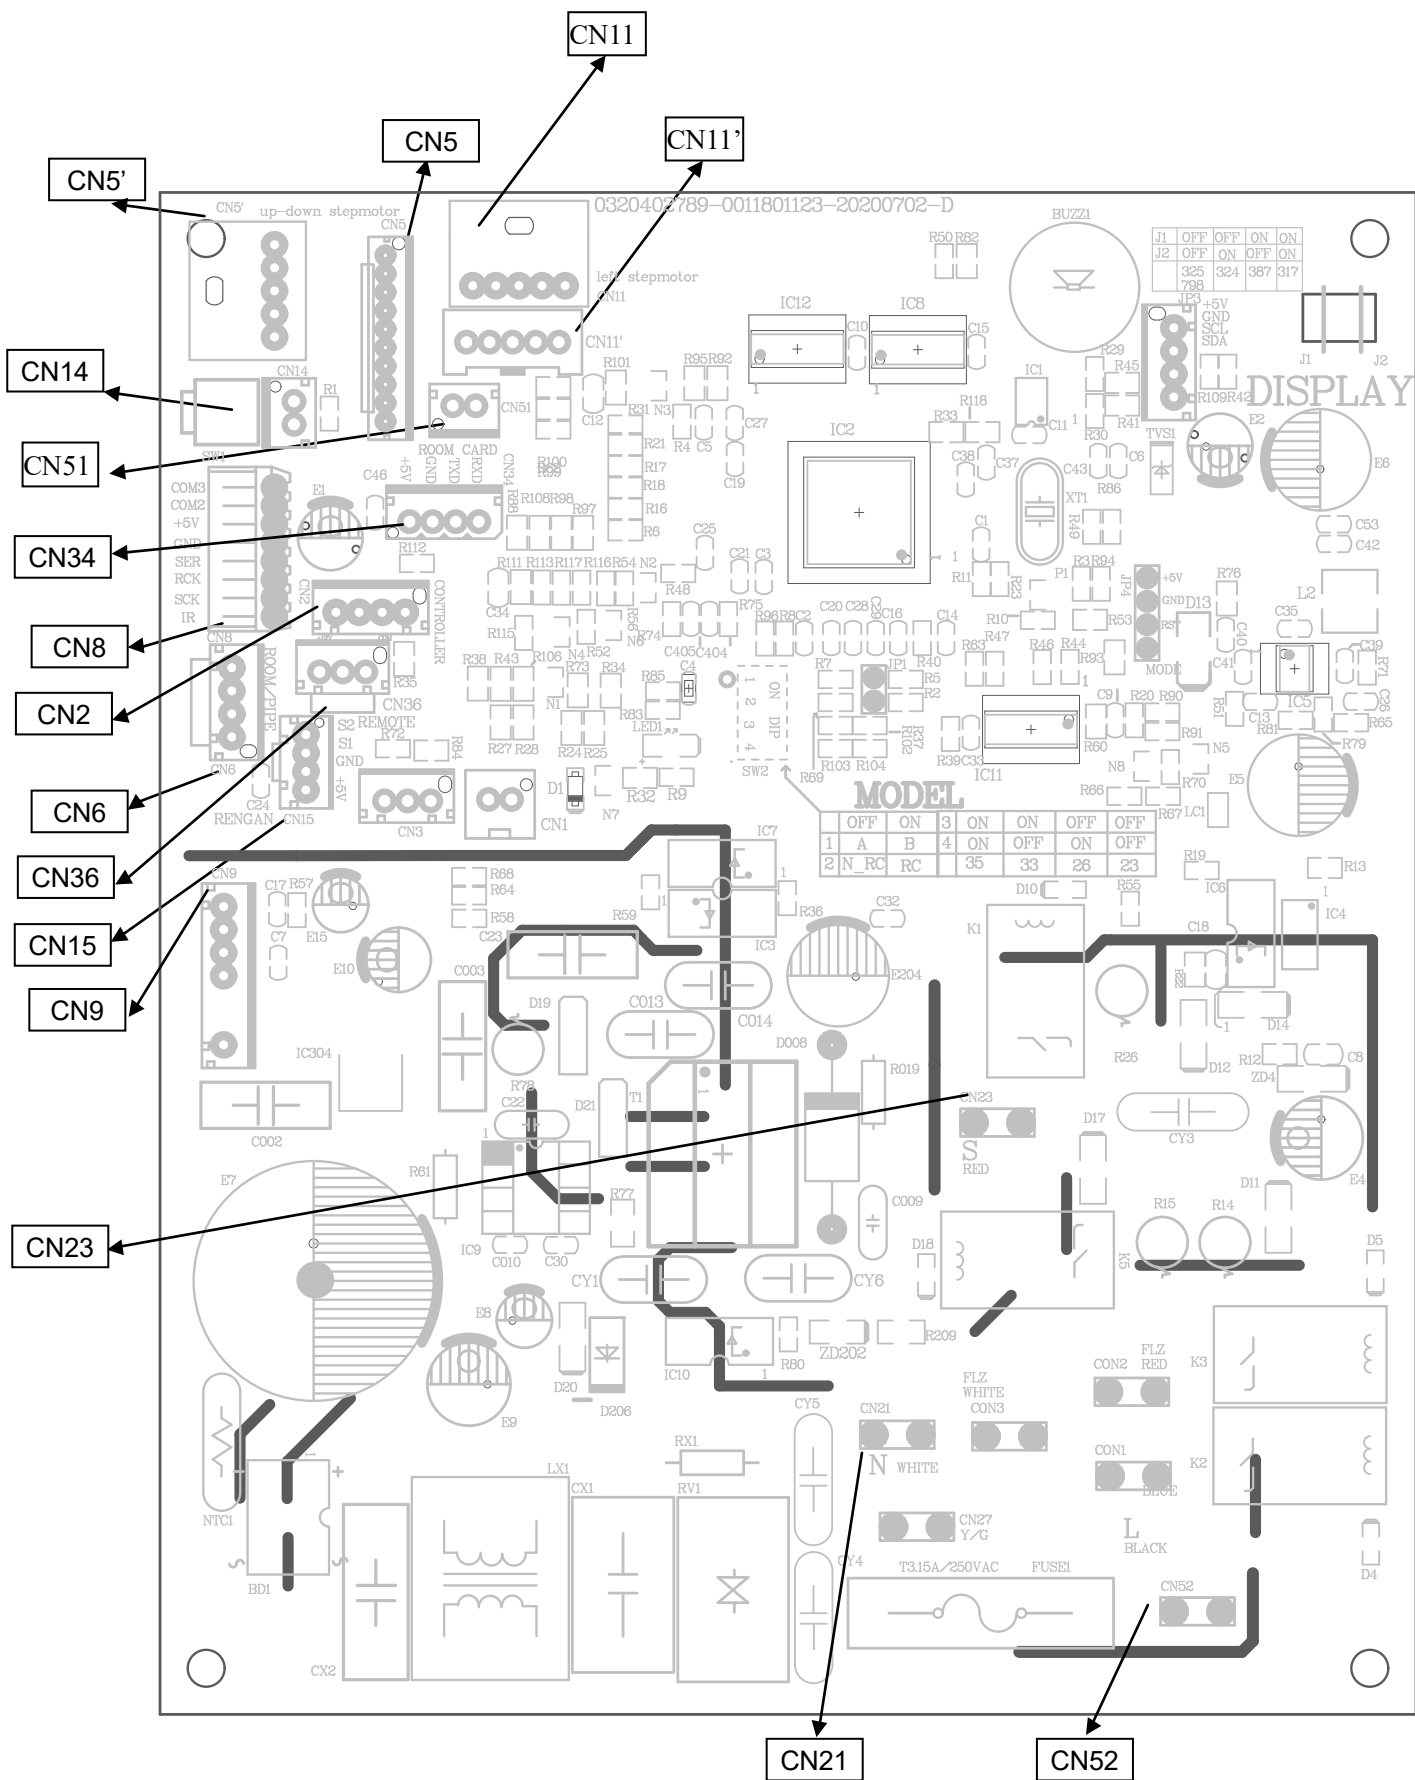 CN11
CN5
CN11'
CN5'
CN14
CN51
CN34
CN8
CN2
CN6
CN36
CN15
CN9
CN23
CN21
CN52
0320402789-0011801123-20200702-D
CN5' up-down stepmotor
CN5
left stepmotor
CN11
CN11'
BUZZ1
R50 R82
J1 OFF OFF ON ON
J2 OFF ON OFF ON
325 324 387 317
798
JP3
+5V
GND
SCL
SDA
J1 J2
DISPLAY
IC12 C10 IC8 C15
1 1
R29 R45
IC1
R109 R42
R30 R41
E2
TVS1
E6
CN14 R1
SW1
CN51
ROOM CARD
+5V
GND
TXD
RXD
CN34
R88
R101
C12
R31 N3
R95 R92
R4 C5
C27
C19
R21
R17
R18
R16
R6
R100
R99
R108 R98
R97
IC2
R33 R118
C11
C38 C37
C43 C6
R86
XT1
R49
C53
C42
COM3
COM2
+5V
GND
SER
RCK
SCK
IR
CN8
E1
C46
R112
CN2
CONTROLLER
R111 R113 R117 R116 R54 N2
C34
R115
R106
N4
R52
R56
N6
R48
C25
C21 C3
R74
C405 C404
R75
R96 R8 C2 C20 C28 C29 C16 C14
C1
R11
R23
R10
P1
R3 R94
JP4
+5V
GND
RST
MODE
R53
R76
D13
L2
C35
C40
C41
C39
R71
C26
IC5
R51
C13
R81
R65
R79
R47
R63
R46 R44
R93
ROOM/PIPE
CN6
C24
RENGAN
CN36
REMOTE
R35
R72 R84
S2
S1
GND
+5V
CN15
CN3
CN1
R38 R43
R27 R28
R73 R34
N1
R24 R25
R85
R83
C4
LED1
D1
N7
R32 R9
ON DIP
1 2 3 4
SW2
R7
JP1
R5
R2
R40
R37
R102
R103 R104
R69
R39 C33
IC11
1
R60
C9
R20 R90
R91
N8
N5
R66 R70
R67
LC1
E5
MODEL
OFF ON 3 ON ON OFF OFF
1 A B 4 ON OFF ON OFF
2 N_RC RC 35 33 26 23
CN9
C17 R57
C7
E15
E10
R68
R64
R58
C23
R59
IC7
IC3
R36
C32
E204
K1
D10
R55
R19
IC6
C18
R22
R13
IC4
D14
D12
R26
R12 C8
ZD4
E4
C003
IC304
C002
D19
R78
C22
D21
T1
C013
C014
D008
R019
C009
CN23
S
RED
D17
CY3
R15 R14
D11
D5
K5
D18
E7
R61
IC9
C010 C30
R77
CY1
CY6
E8
E9
D20
D206
IC10
R80
ZD202
R209
FLZ
RED
CON2
K3
FLZ
WHITE
CON3
CN21
N WHITE
CON1
BLUE
K2
L
BLACK
CN27
Y/G
CY5
CY4
RX1
RV1
CX1
LX1
CX2
NTC1
BD1
T3.15A/250VAC FUSE1
CN52
D4